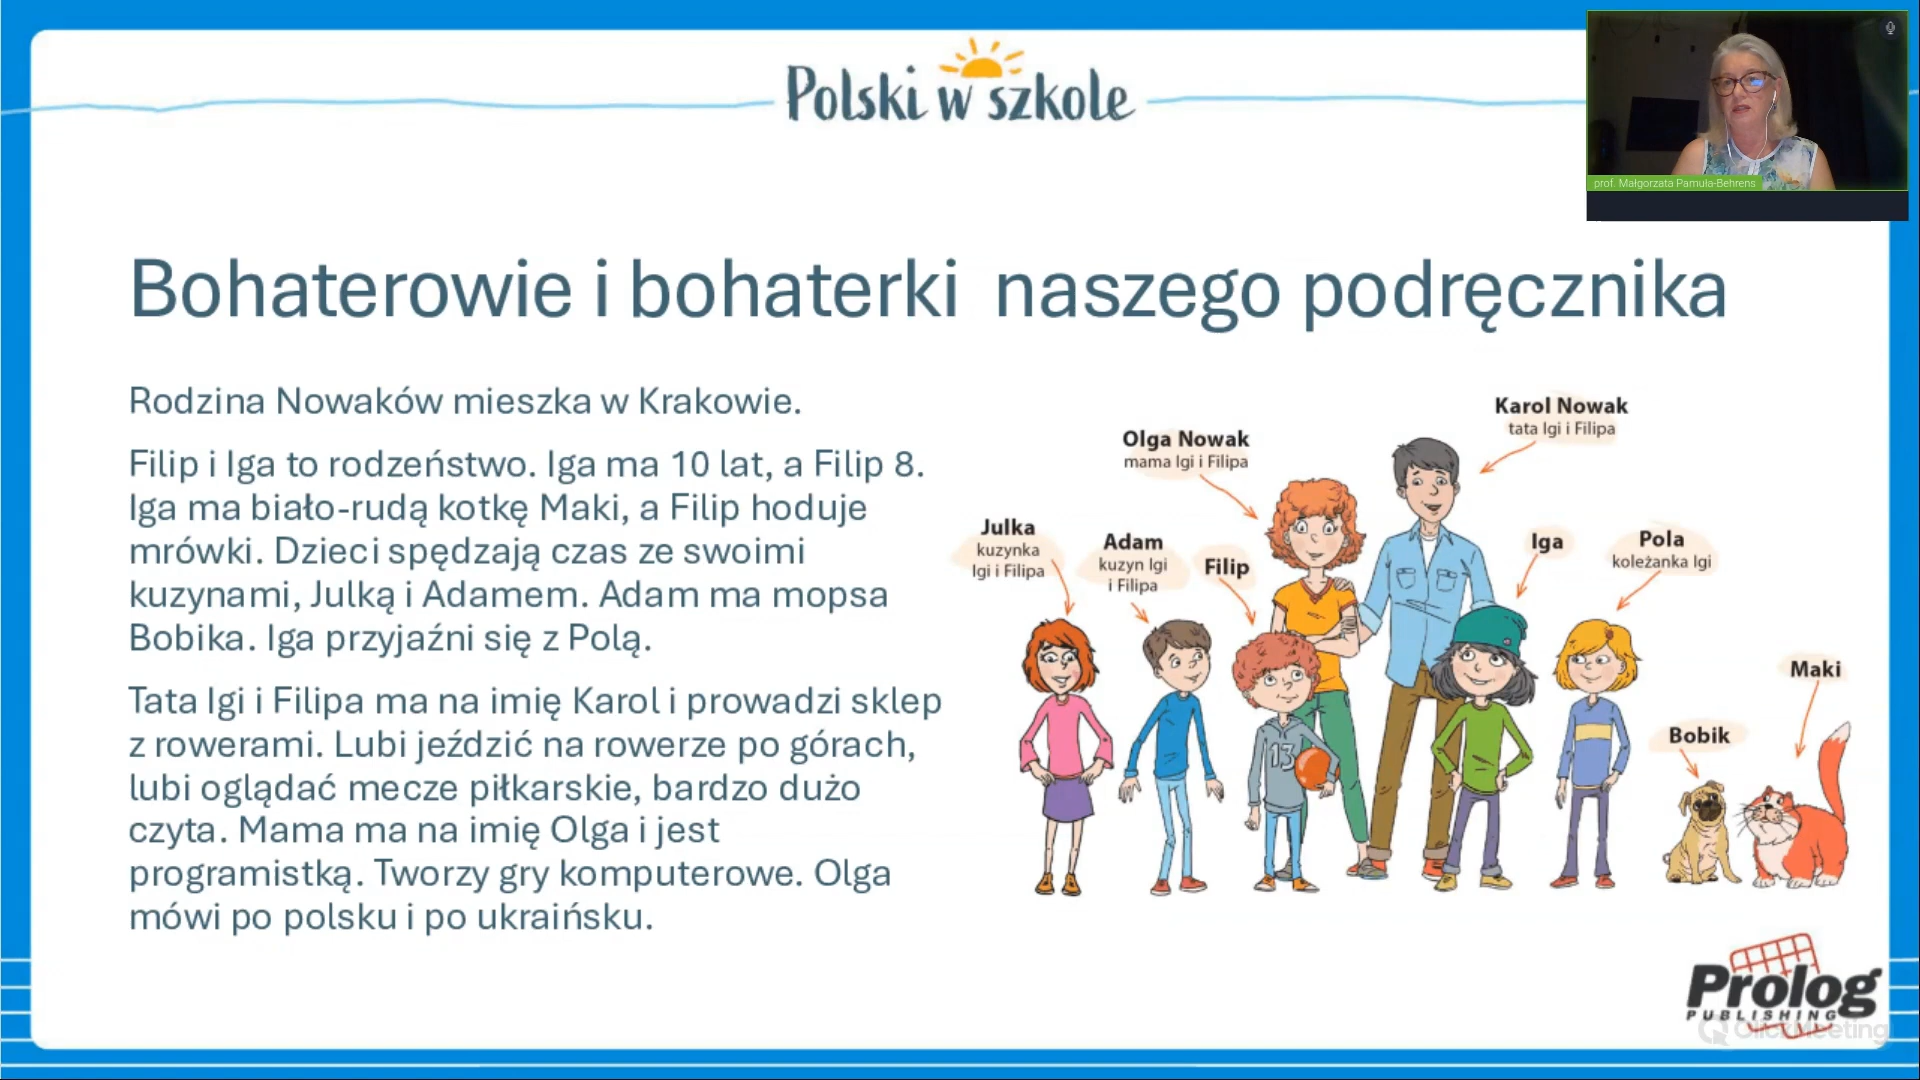 Polski w szkole
prof. Małgorzata Pamuła-Behrens
Bohaterowie i bohaterki naszego podręcznika
Rodzina Nowaków mieszka w Krakowie.
Filip i Iga to rodzeństwo. Iga ma 10 lat, a Filip 8.
Iga ma biało-rudą kotkę Maki, a Filip hoduje
mrówki. Dzieci spędzają czas ze swoimi
kuzynami, Julką i Adamem. Adam ma mopsa
Bobika. Iga przyjaźni się z Polą.
Tata Igi i Filipa ma na imię Karol i prowadzi sklep
z rowerami. Lubi jeździć na rowerze po górach,
lubi oglądać mecze piłkarskie, bardzo dużo
czyta. Mama ma na imię Olga i jest
programistką. Tworzy gry komputerowe. Olga
mówi po polsku i po ukraińsku.
Karol Nowak
tata Igi i Filipa
Olga Nowak
mama Igi i Filipa
Julka
kuzynka
Igi i Filipa
Adam
kuzyn Igi
i Filipa
Filip
Iga
Pola
koleżanka Igi
Maki
Bobik
13
Prolog
PUBLISHING
ClickMeeting